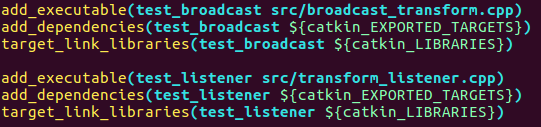 add_executable(test_broadcast src/broadcast_transform.cpp)
add_dependencies(test_broadcast ${catkin_EXPORTED_TARGETS})
target_link_libraries(test_broadcast ${catkin_LIBRARIES})
add_executable(test_listener src/transform_listener.cpp)
add_dependencies(test_listener ${catkin_EXPORTED_TARGETS})
target_link_libraries(test_listener ${catkin_LIBRARIES})